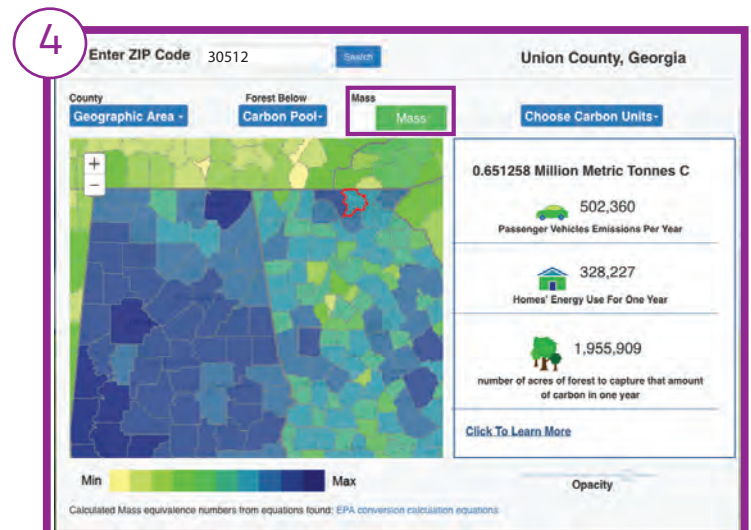 4
Enter ZIP Code 30512 Search Union County, Georgia
County Forest Below Mass
Geographic Area - Carbon Pool- Mass Choose Carbon Units-
+
−
0.651258 Million Metric Tonnes C
502,360
Passenger Vehicles Emissions Per Year
328,227
Homes' Energy Use For One Year
1,955,909
number of acres of forest to capture that amount
of carbon in one year
Click To Learn More
Min Max
Opacity
Calculated Mass equivalence numbers from equations found: EPA conversion calculation equations